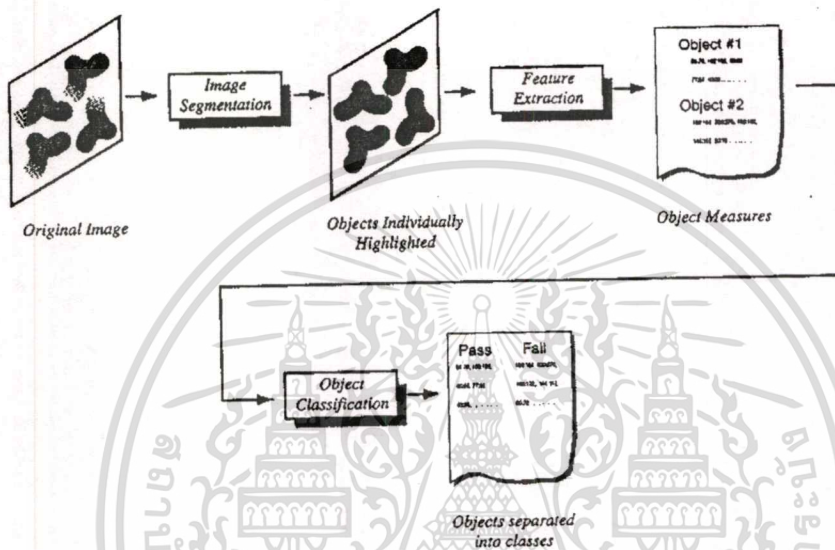 Image
Segmentation
Feature
Extraction
Object #1
Object #2
Original Image
Objects Individually
Highlighted
Object Measures
Object
Classification
Pass Fail
Objects separated
into classes